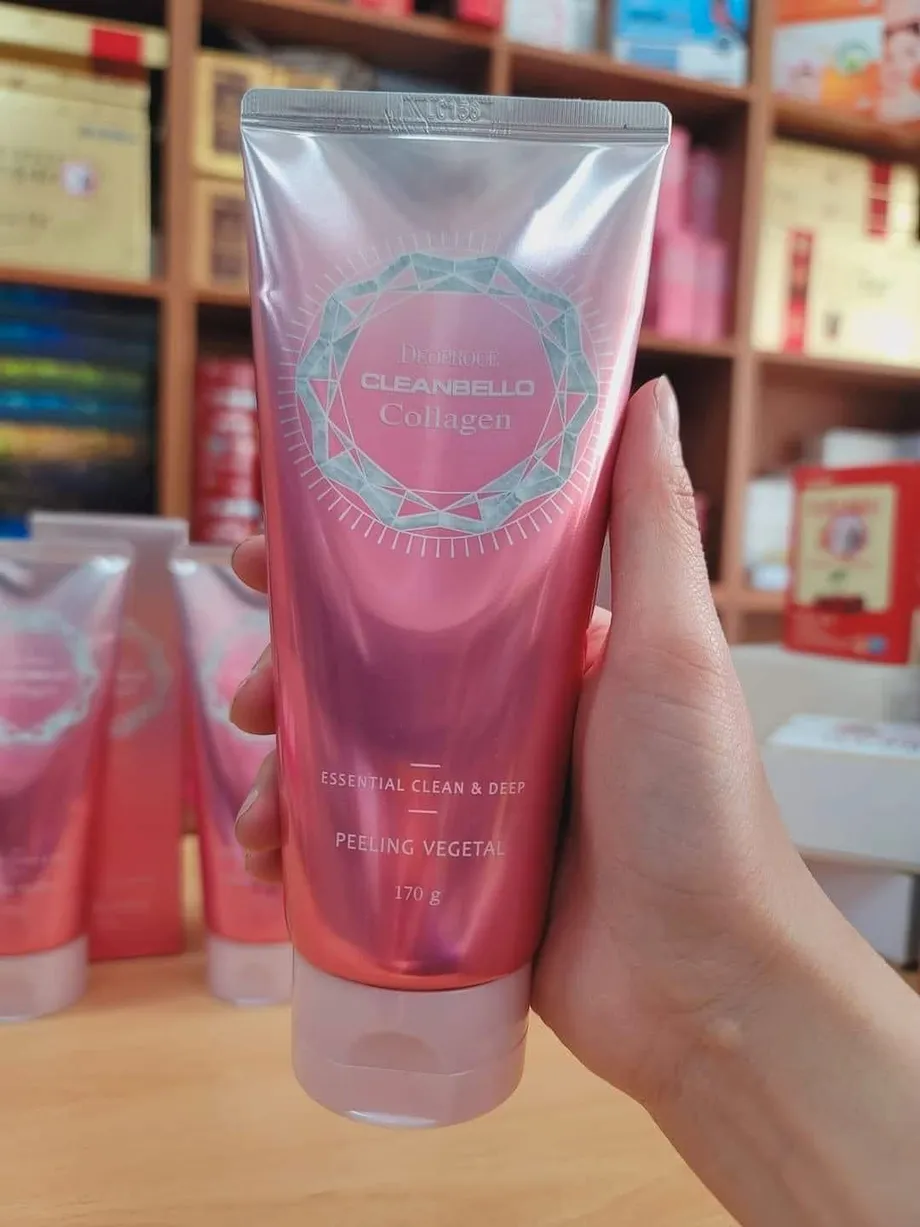 DEOPROCE
CLEANBELLO
Collagen
ESSENTIAL CLEAN & DEEP
PEELING VEGETAL
170 g